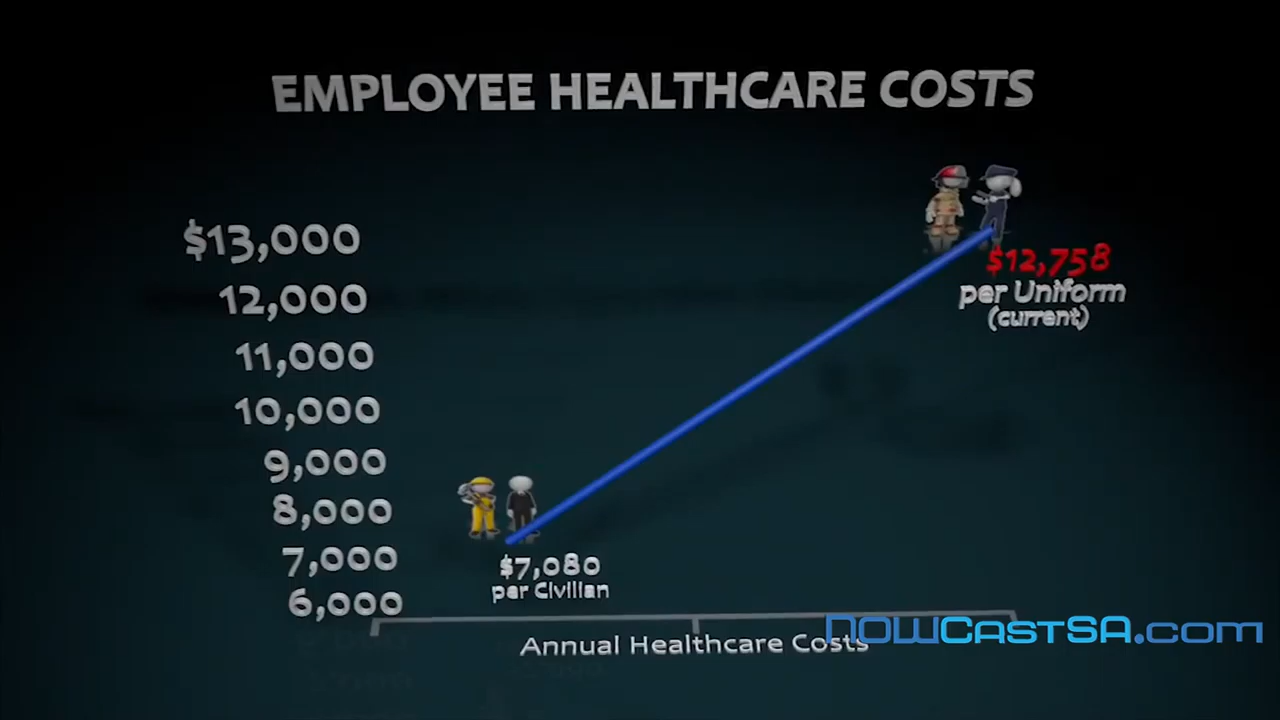 EMPLOYEE HEALTHCARE COSTS
$13,000
12,000
11,000
10,000
9,000
8,000
7,000
6,000
$12,758
per Uniform
(current)
$7,080
per Civilian
Annual Healthcare Costs
NOWCASTSA.com